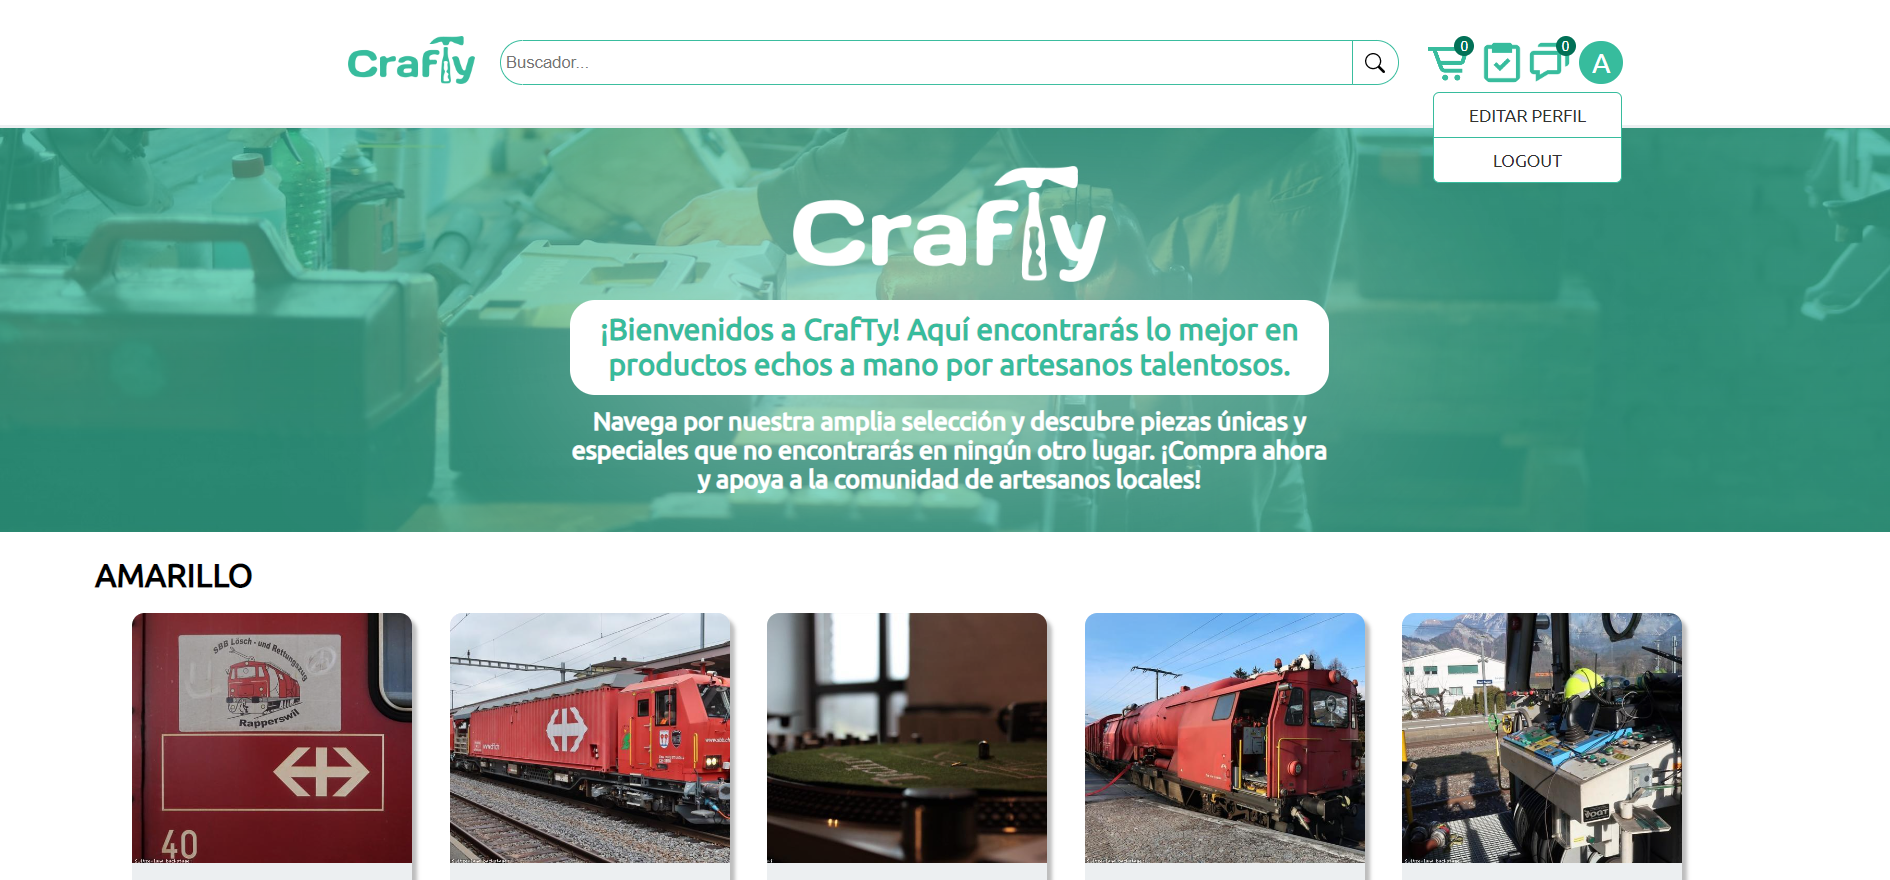 CrafTy
Buscador...
0
0
A
EDITAR PERFIL
LOGOUT
CrafTy
¡Bienvenidos a CrafTy! Aquí encontrarás lo mejor en
productos echos a mano por artesanos talentosos.
Navega por nuestra amplia selección y descubre piezas únicas y
especiales que no encontrarás en ningún otro lugar. ¡Compra ahora
y apoya a la comunidad de artesanos locales!
AMARILLO
SBB Lösch - und Rettungszug
Rapperswil
40
VOGT